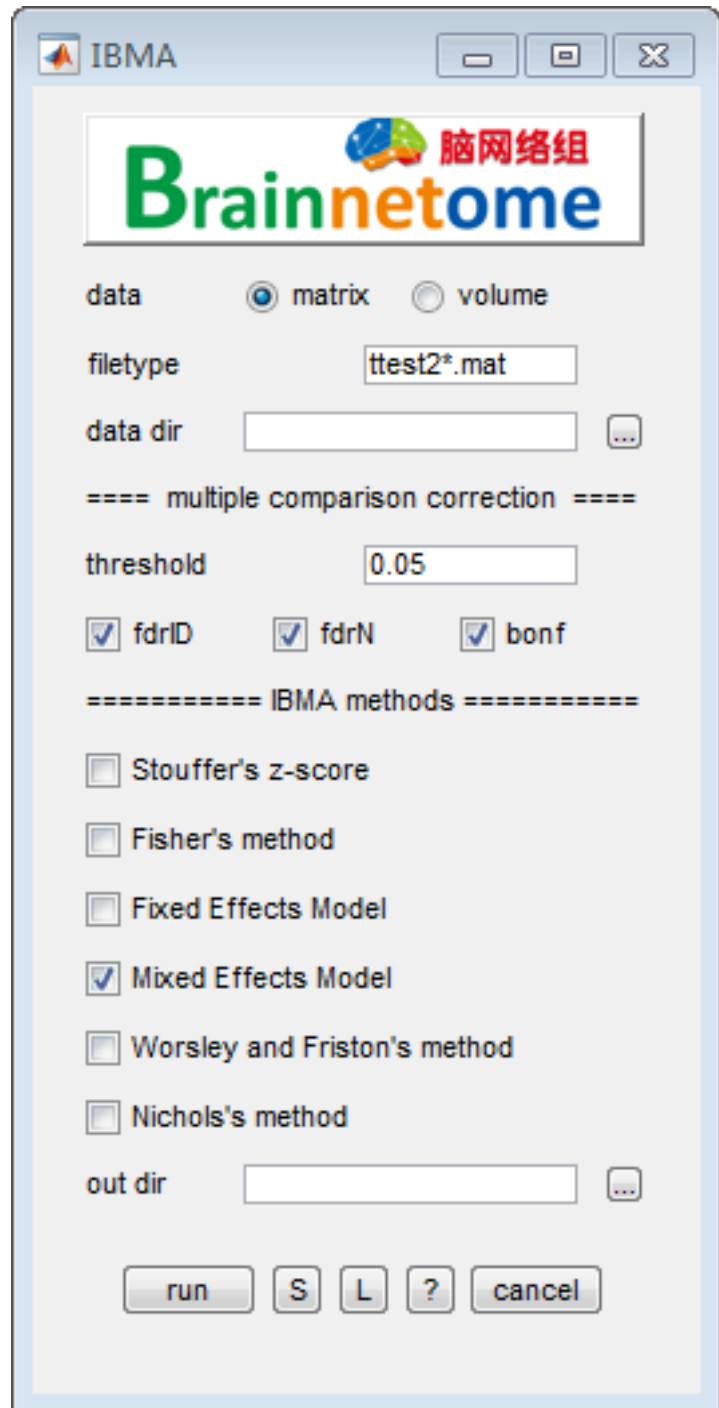 IBMA
脑网络组
Brainnetome
data matrix volume
filetype ttest2*.mat
data dir ...
==== multiple comparison correction ====
threshold 0.05
fdrID fdrN bonf
=========== IBMA methods ===========
Stouffer's z-score
Fisher's method
Fixed Effects Model
Mixed Effects Model
Worsley and Friston's method
Nichols's method
out dir ...
run S L ? cancel